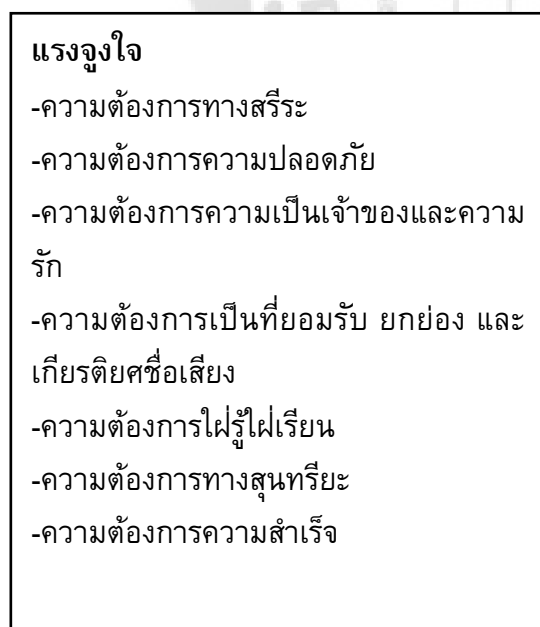 แรงจูงใจ
-ความต้องการทางสรีระ
-ความต้องการความปลอดภัย
-ความต้องการความเป็นเจ้าของและความ
รัก
-ความต้องการเป็นที่ยอมรับ ยกย่อง และ
เกียรติยศชื่อเสียง
-ความต้องการใฝ่รู้ใฝ่เรียน
-ความต้องการทางสุนทรียะ
-ความต้องการความสำเร็จ